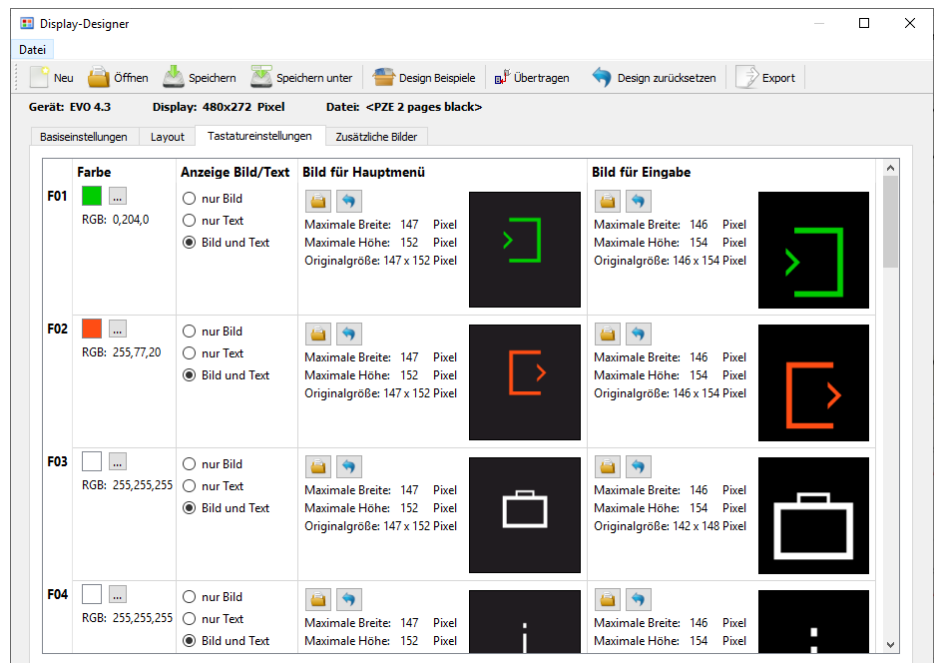 Display-Designer
Datei
Neu Öffnen Speichern Speichern unter Design Beispiele Übertragen Design zurücksetzen Export
Gerät: EVO 4.3 Display: 480x272 Pixel Datei: <PZE 2 pages black>
Basiseinstellungen Layout Tastatureinstellungen Zusätzliche Bilder
Farbe Anzeige Bild/Text Bild für Hauptmenü Bild für Eingabe
F01 ... nur Bild
RGB: 0,204,0 nur Text Maximale Breite: 147 Pixel Maximale Breite: 146 Pixel
Bild und Text Maximale Höhe: 152 Pixel Maximale Höhe: 154 Pixel
Originalgröße: 147 x 152 Pixel Originalgröße: 146 x 154 Pixel
F02 ... nur Bild
RGB: 255,77,20 nur Text Maximale Breite: 147 Pixel Maximale Breite: 146 Pixel
Bild und Text Maximale Höhe: 152 Pixel Maximale Höhe: 154 Pixel
Originalgröße: 147 x 152 Pixel Originalgröße: 146 x 154 Pixel
F03 ... nur Bild
RGB: 255,255,255 nur Text Maximale Breite: 147 Pixel Maximale Breite: 146 Pixel
Bild und Text Maximale Höhe: 152 Pixel Maximale Höhe: 154 Pixel
Originalgröße: 147 x 152 Pixel Originalgröße: 142 x 148 Pixel
F04 ... nur Bild
RGB: 255,255,255 nur Text Maximale Breite: 147 Pixel Maximale Breite: 146 Pixel
Bild und Text Maximale Höhe: 152 Pixel Maximale Höhe: 154 Pixel